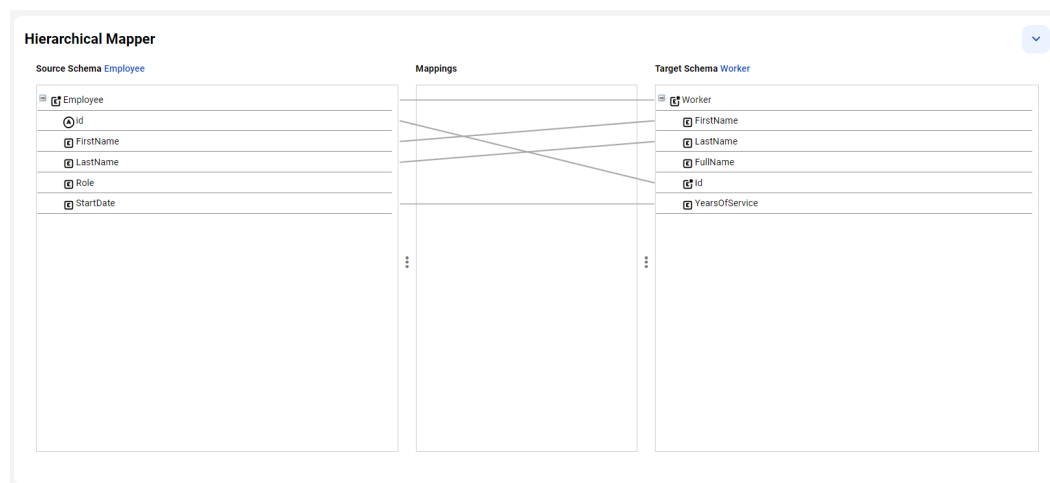 Hierarchical Mapper
Source Schema Employee
Mappings
Target Schema Worker
Employee
id
FirstName
LastName
Role
StartDate
Worker
FirstName
LastName
FullName
Id
YearsOfService